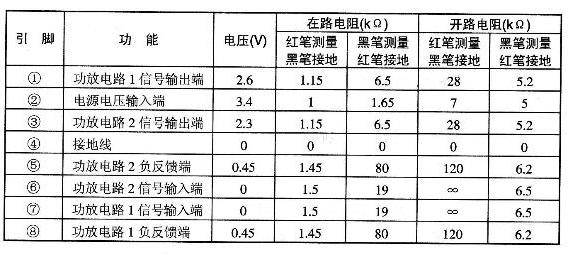 引 脚 功 能 电压(V) 在路电阻(kΩ) 开路电阻(kΩ)
红笔测量 黑笔接地 黑笔测量 红笔接地 红笔测量 黑笔接地 黑笔测量 红笔接地
① 功放电路 1 信号输出端 2.6 1.15 6.5 28 5.2
② 电源电压输入端 3.4 1 1.65 7 5
③ 功放电路 2 信号输出端 2.3 1.15 6.5 28 5.2
④ 接地线 0 0 0 0 0
⑤ 功放电路 2 负反馈端 0.45 1.45 80 120 6.2
⑥ 功放电路 2 信号输入端 0 1.5 19 ∞ 6.5
⑦ 功放电路 1 信号输入端 0 1.5 19 ∞ 6.5
⑧ 功放电路 1 负反馈端 0.45 1.45 80 120 6.2